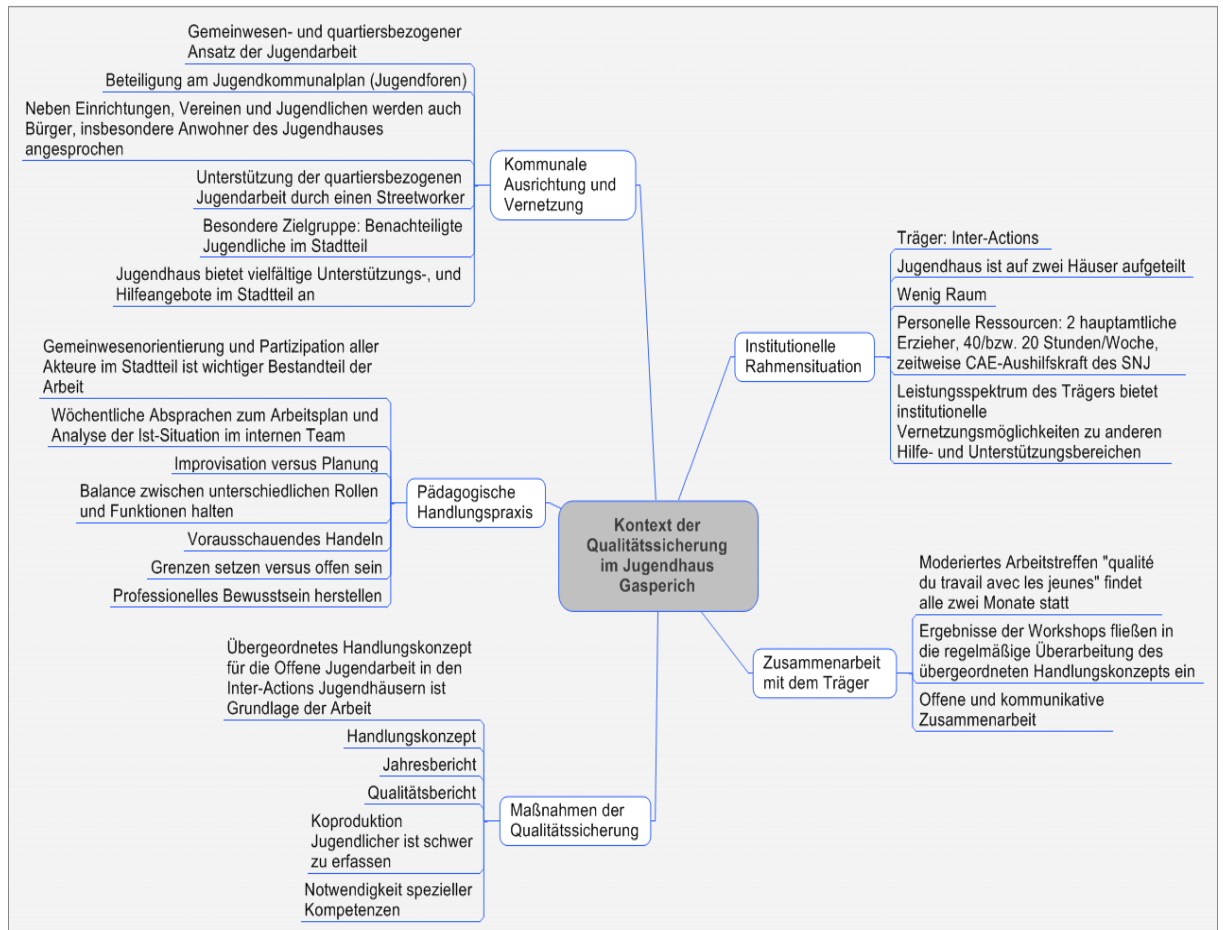 Gemeinwesen- und quartiersbezogener
Ansatz der Jugendarbeit
Beteiligung am Jugendkommunalplan (Jugendforen)
Neben Einrichtungen, Vereinen und Jugendlichen werden auch
Bürger, insbesondere Anwohner des Jugendhauses
angesprochen
Unterstützung der quartiersbezogenen
Jugendarbeit durch einen Streetworker
Besondere Zielgruppe: Benachteiligte
Jugendliche im Stadtteil
Jugendhaus bietet vielfältige Unterstützungs-, und
Hilfeangebote im Stadtteil an
Kommunale
Ausrichtung und
Vernetzung
Gemeinwesenorientierung und Partizipation aller
Akteure im Stadtteil ist wichtiger Bestandteil der
Arbeit
Wöchentliche Absprachen zum Arbeitsplan und
Analyse der Ist-Situation im internen Team
Improvisation versus Planung
Balance zwischen unterschiedlichen Rollen
und Funktionen halten
Vorausschauendes Handeln
Grenzen setzen versus offen sein
Professionelles Bewusstsein herstellen
Pädagogische
Handlungspraxis
Übergeordnetes Handlungskonzept
für die Offene Jugendarbeit in den
Inter-Actions Jugendhäusern ist
Grundlage der Arbeit
Handlungskonzept
Jahresbericht
Qualitätsbericht
Koproduktion
Jugendlicher ist schwer
zu erfassen
Notwendigkeit spezieller
Kompetenzen
Maßnahmen der
Qualitätssicherung
Kontext der
Qualitätssicherung
im Jugendhaus
Gasperich
Institutionelle
Rahmensituation
Träger: Inter-Actions
Jugendhaus ist auf zwei Häuser aufgeteilt
Wenig Raum
Personelle Ressourcen: 2 hauptamtliche
Erzieher, 40/bzw. 20 Stunden/Woche,
zeitweise CAE-Aushilfskraft des SNJ
Leistungsspektrum des Trägers bietet
institutionelle
Vernetzungsmöglichkeiten zu anderen
Hilfe- und Unterstützungsbereichen
Zusammenarbeit
mit dem Träger
Moderiertes Arbeitstreffen "qualité
du travail avec les jeunes" findet
alle zwei Monate statt
Ergebnisse der Workshops fließen in
die regelmäßige Überarbeitung des
übergeordneten Handlungskonzepts ein
Offene und kommunikative
Zusammenarbeit